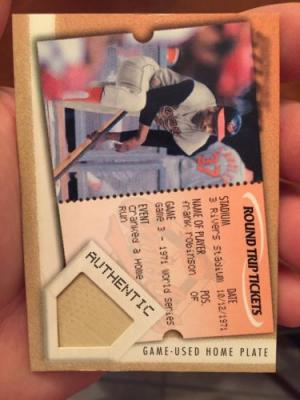 ROUND TRIP TICKETS
STADIUM DATE
3 Rivers Stadium 10/12/1971
NAME OF PLAYER POS.
Frank Robinson OF
GAME
Game 3 - 1971 World Series
EVENT
Cranked a Home
Run
AUTHENTIC
GAME-USED HOME PLATE